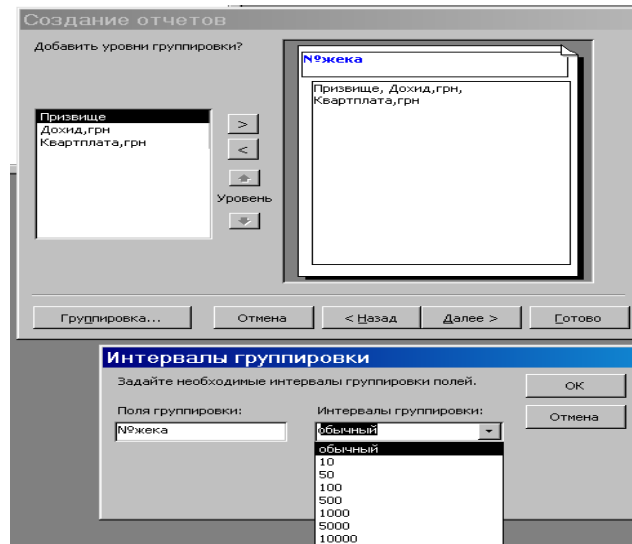 Создание отчетов
Добавить уровни группировки?
№жека
Призвище, Дохид,грн,
Квартплата,грн
Призвище
Дохид,грн
Квартплата,грн
>
<
Уровень
Группировка...
Отмена
< Назад
Далее >
Готово
Интервалы группировки
Задайте необходимые интервалы группировки полей.
OK
Отмена
Поля группировки:
Интервалы группировки:
№жека
обычный
обычный
10
50
100
500
1000
5000
10000